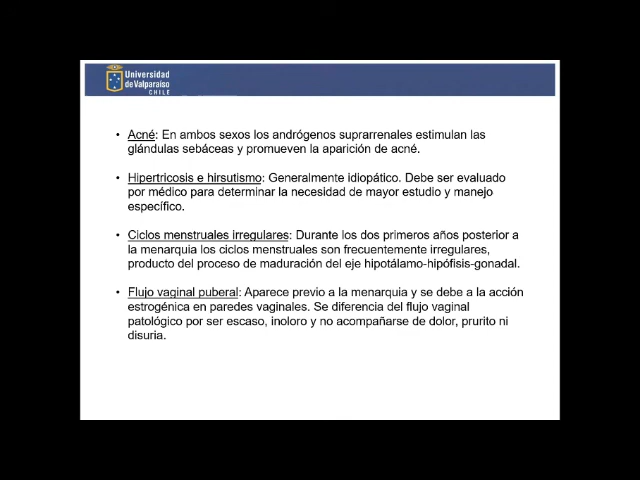 Universidad
de Valparaíso
CHILE
• Acné: En ambos sexos los andrógenos suprarrenales estimulan las
glándulas sebáceas y promueven la aparición de acné.
• Hipertricosis e hirsutismo: Generalmente idiopático. Debe ser evaluado
por médico para determinar la necesidad de mayor estudio y manejo
específico.
• Ciclos menstruales irregulares: Durante los dos primeros años posterior a
la menarquia los ciclos menstruales son frecuentemente irregulares,
producto del proceso de maduración del eje hipotálamo-hipófisis-gonadal.
• Flujo vaginal puberal: Aparece previo a la menarquia y se debe a la acción
estrogénica en paredes vaginales. Se diferencia del flujo vaginal
patológico por ser escaso, inoloro y no acompañarse de dolor, prurito ni
disuria.